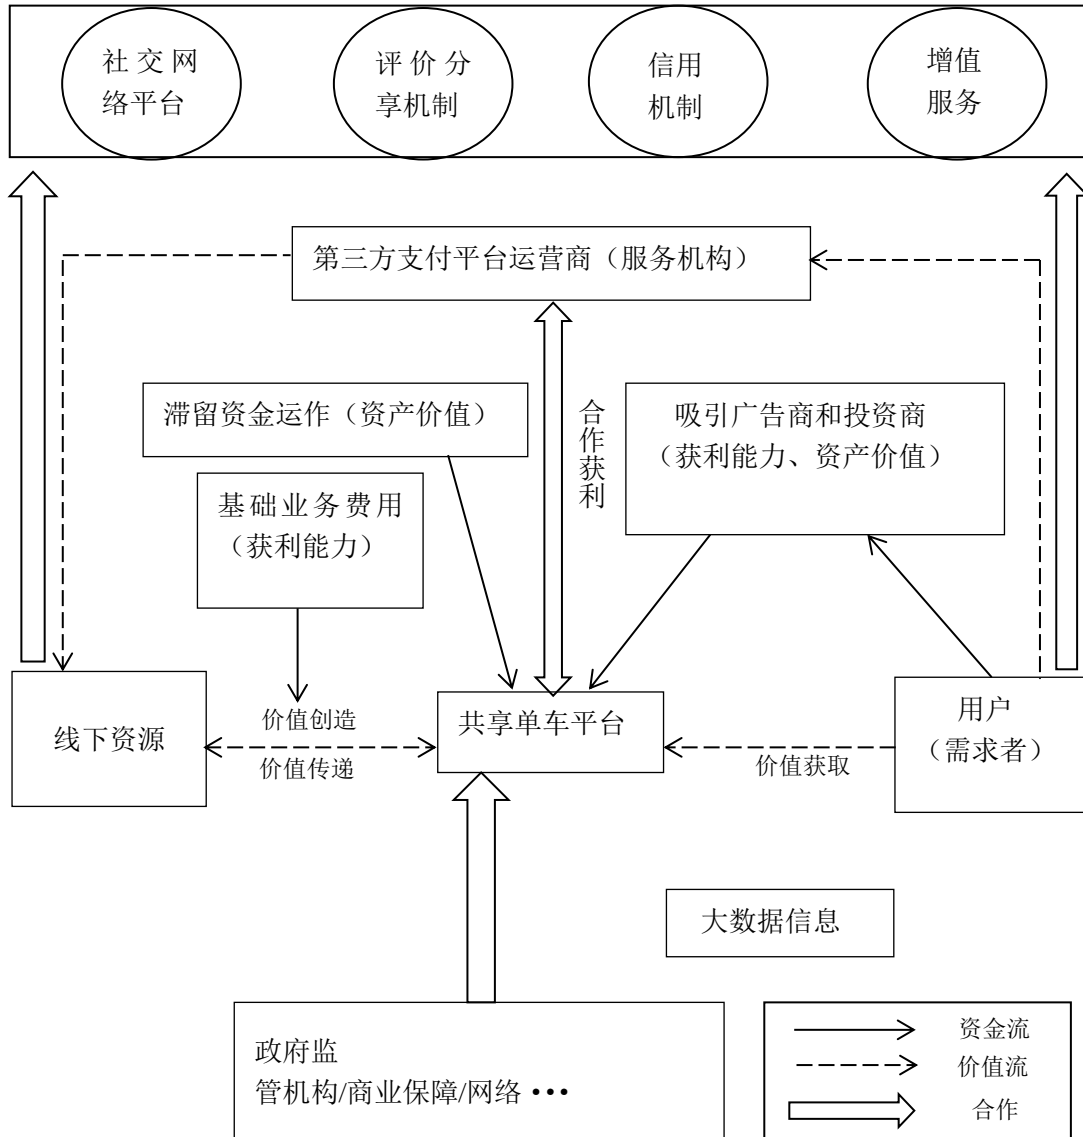 社交网
络平台
评价分
享机制
信用
机制
增值
服务
第三方支付平台运营商（服务机构）
滞留资金运作（资产价值）
合作获利
吸引广告商和投资商
（获利能力、资产价值）
基础业务费用
（获利能力）
线下资源
价值创造
价值传递
共享单车平台
价值获取
用户
（需求者）
大数据信息
政府监
管机构/商业保障/网络 •••
资金流
价值流
合作